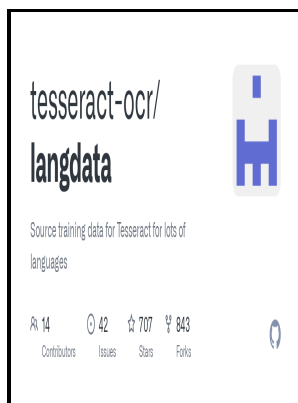 tesseract-ocr/
langdata
Source training data for Tesseract for lots of
languages
14 42 707 843
Contributors Issues Stars Forks